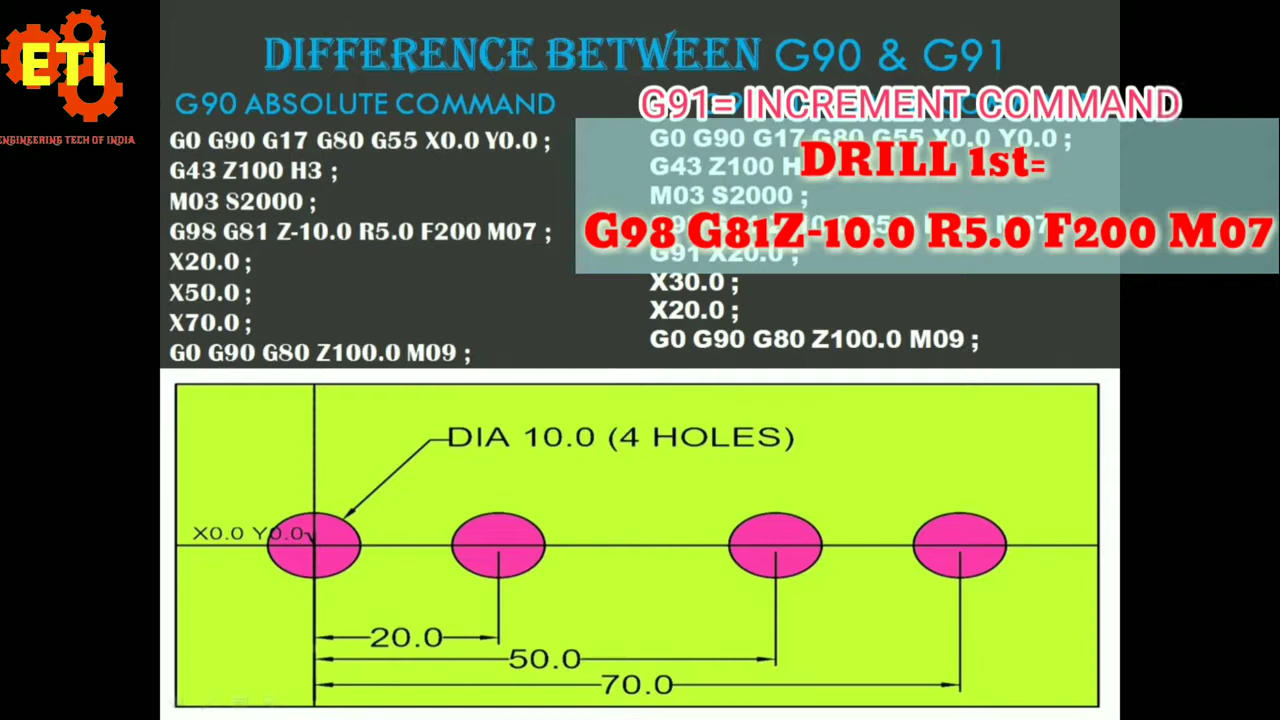 ETI
ENGINEERING TECH OF INDIA
DIFFERENCE BETWEEN G90 & G91
G90 ABSOLUTE COMMAND
G0 G90 G17 G80 G55 X0.0 Y0.0 ;
G43 Z100 H3 ;
M03 S2000 ;
G98 G81 Z-10.0 R5.0 F200 M07 ;
X20.0 ;
X50.0 ;
X70.0 ;
G0 G90 G80 Z100.0 M09 ;
G91= INCREMENT COMMAND
DRILL 1st=
G98 G81Z-10.0 R5.0 F200 M07
G0 G90 G17 G80 G55 X0.0 Y0.0 ;
G43 Z100 H
M03 S2000 ;
G91 X20.0 ;
X30.0 ;
X20.0 ;
G0 G90 G80 Z100.0 M09 ;
DIA 10.0 (4 HOLES)
X0.0 Y0.0
20.0
50.0
70.0